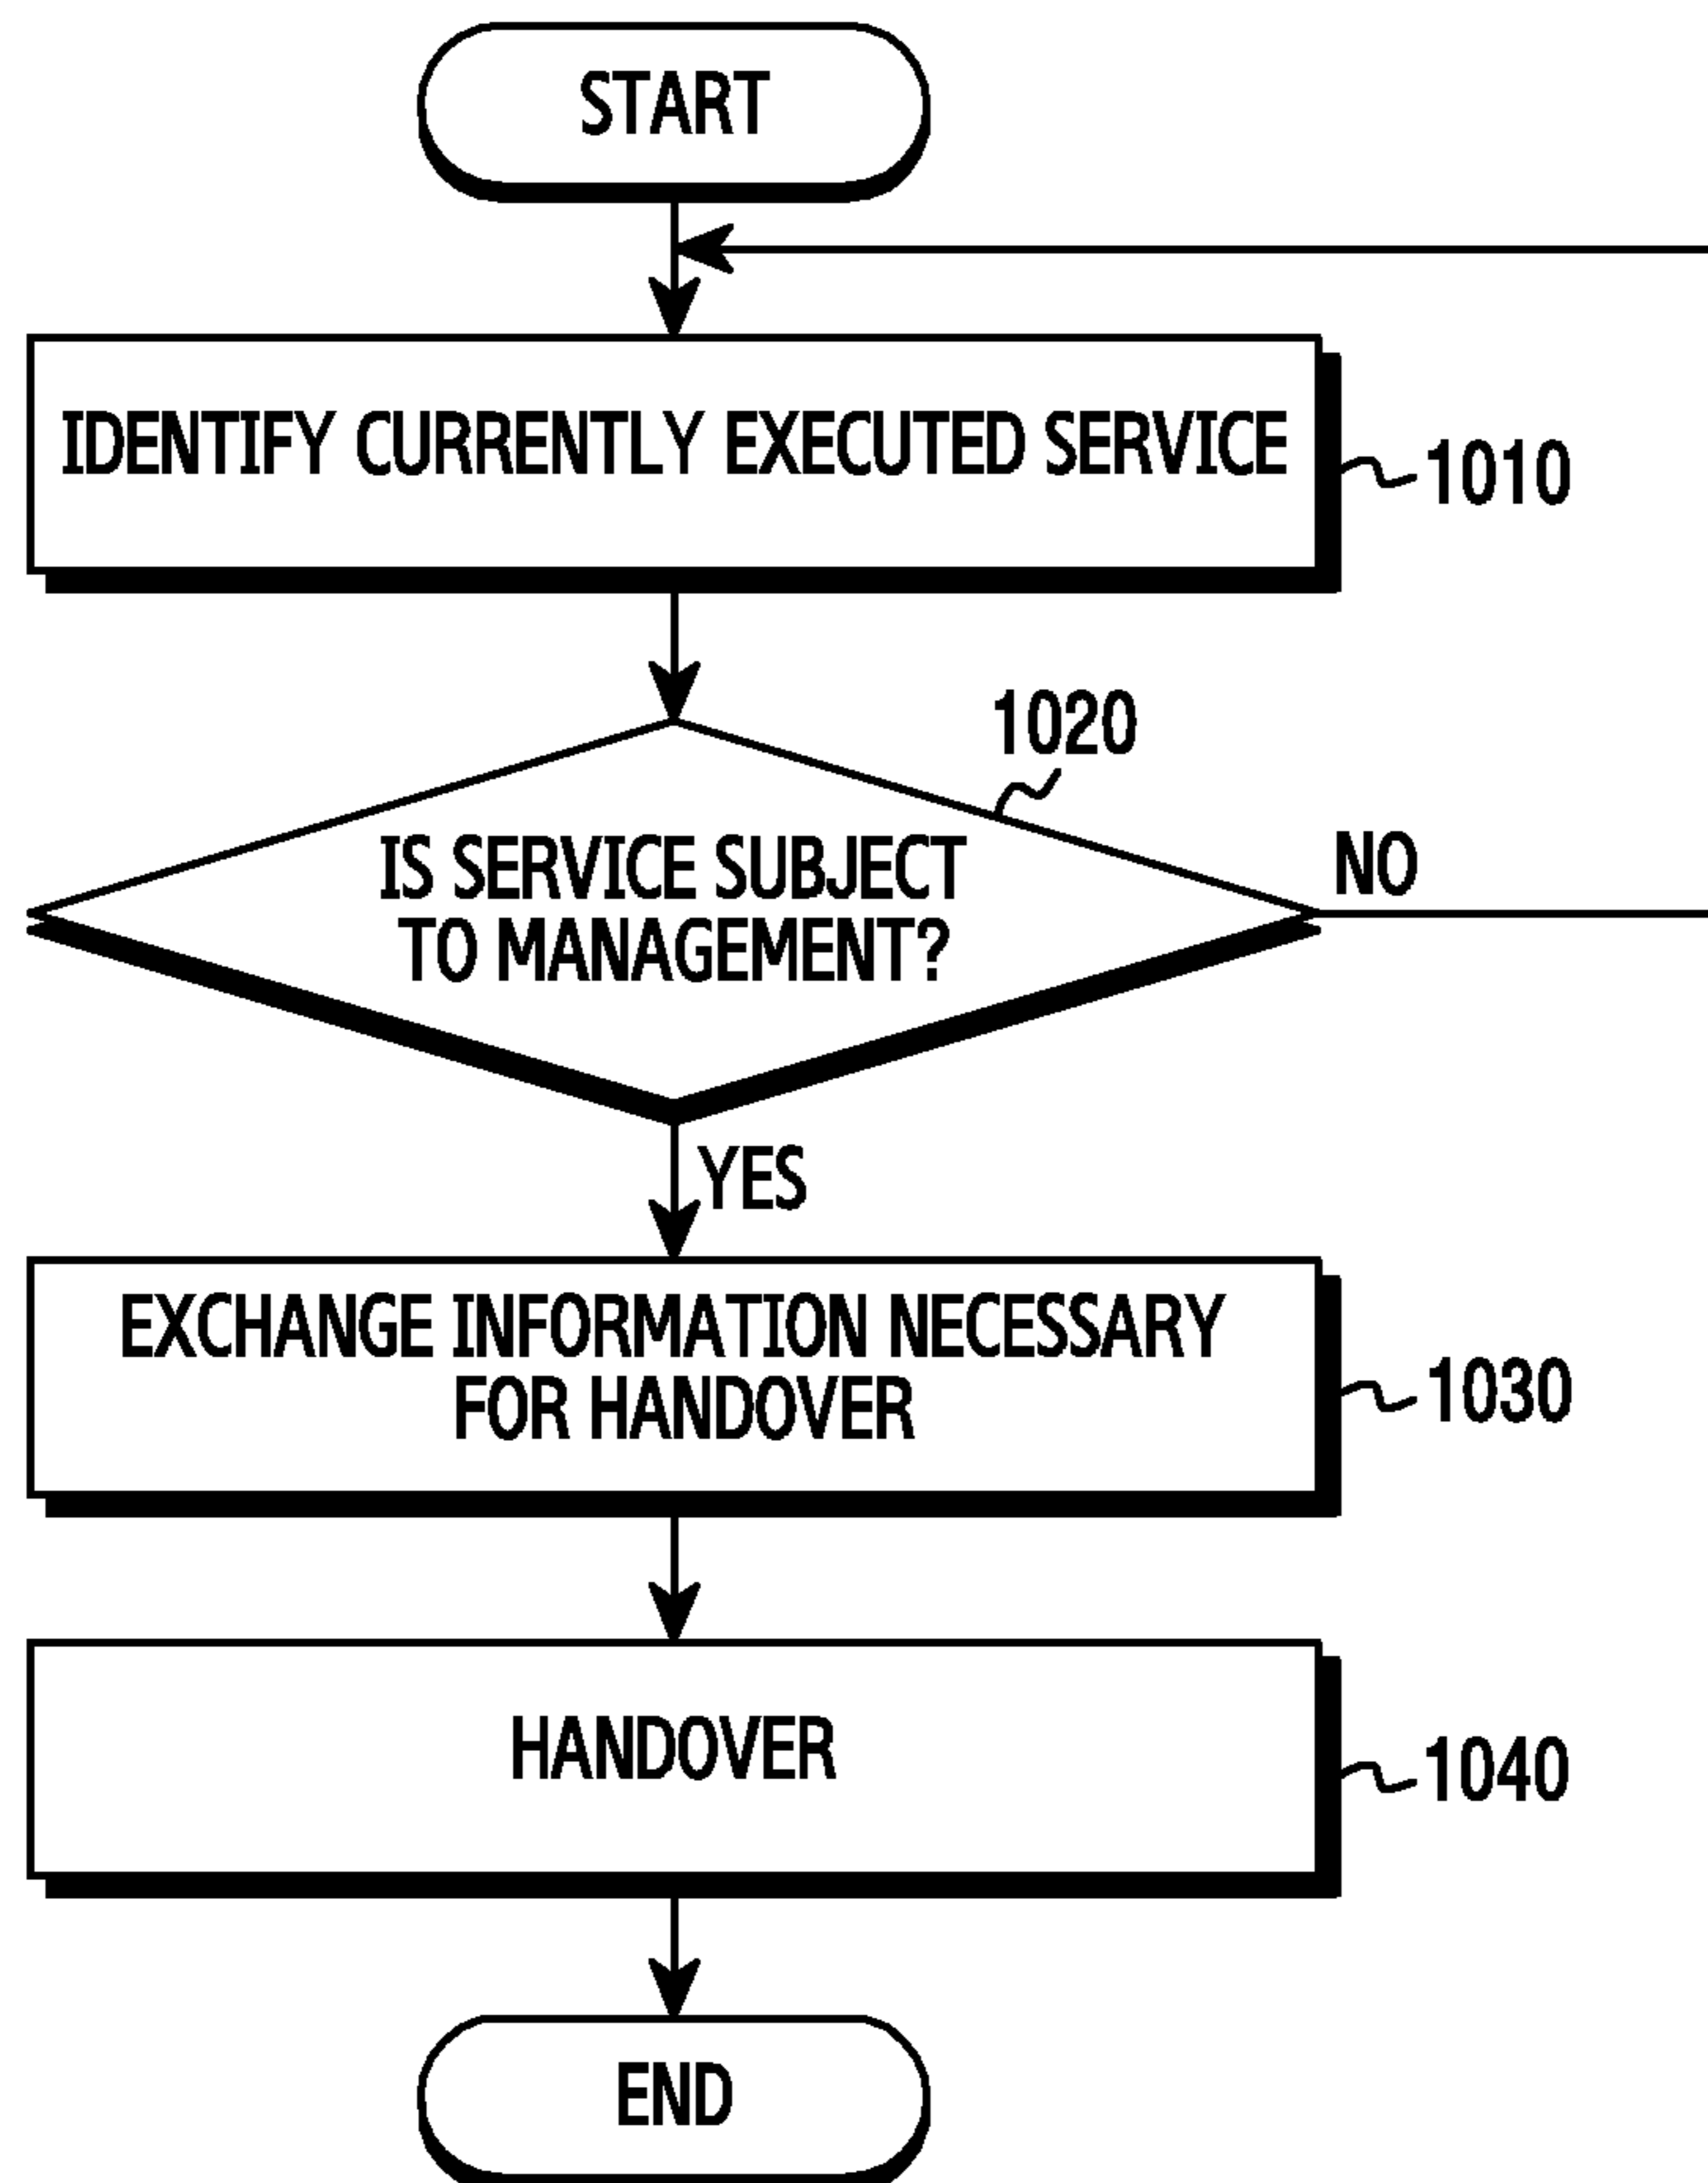 START
IDENTIFY CURRENTLY EXECUTED SERVICE
1010
1020
IS SERVICE SUBJECT
TO MANAGEMENT?
NO
YES
EXCHANGE INFORMATION NECESSARY
FOR HANDOVER
1030
HANDOVER
1040
END